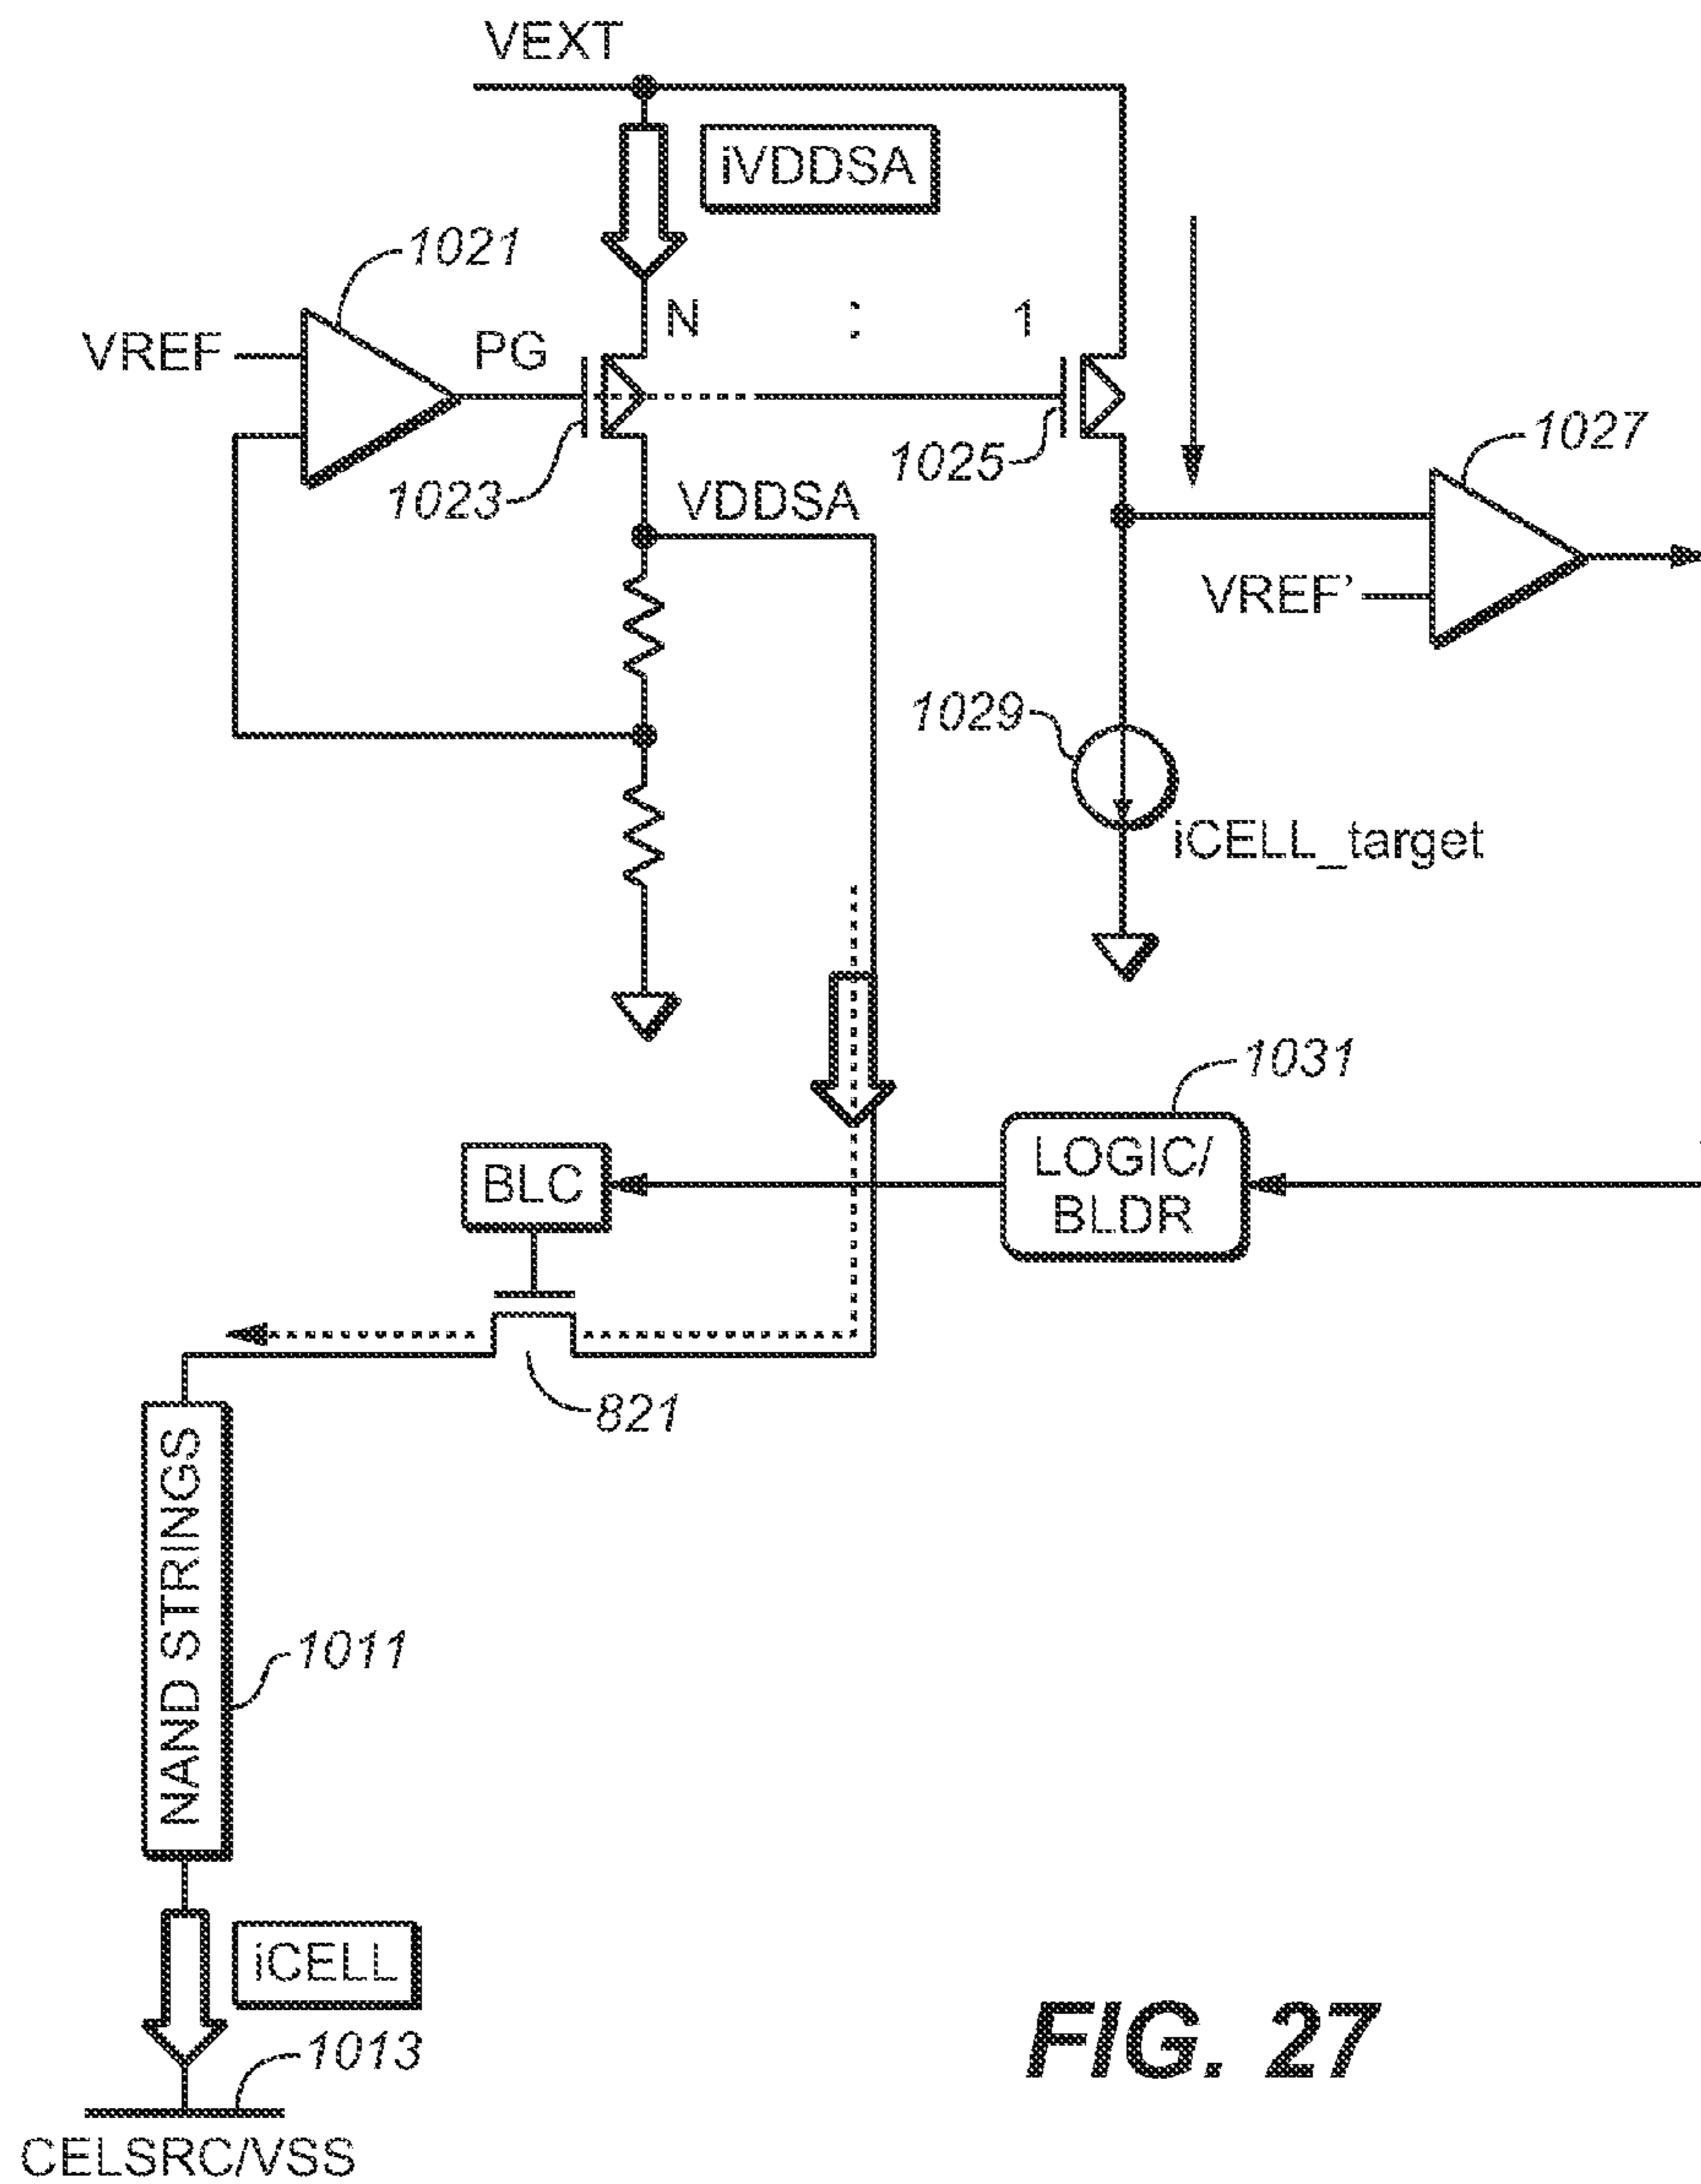 VEXT
iVDDSA
1021
N : 1
VREF
PG
1023
1025
1027
VDDSA
VREF'
1029
iCELL_target
1031
LOGIC/
BLDR
BLC
821
NAND STRINGS
1011
iCELL
1013
CELSRC/VSS
FIG. 27